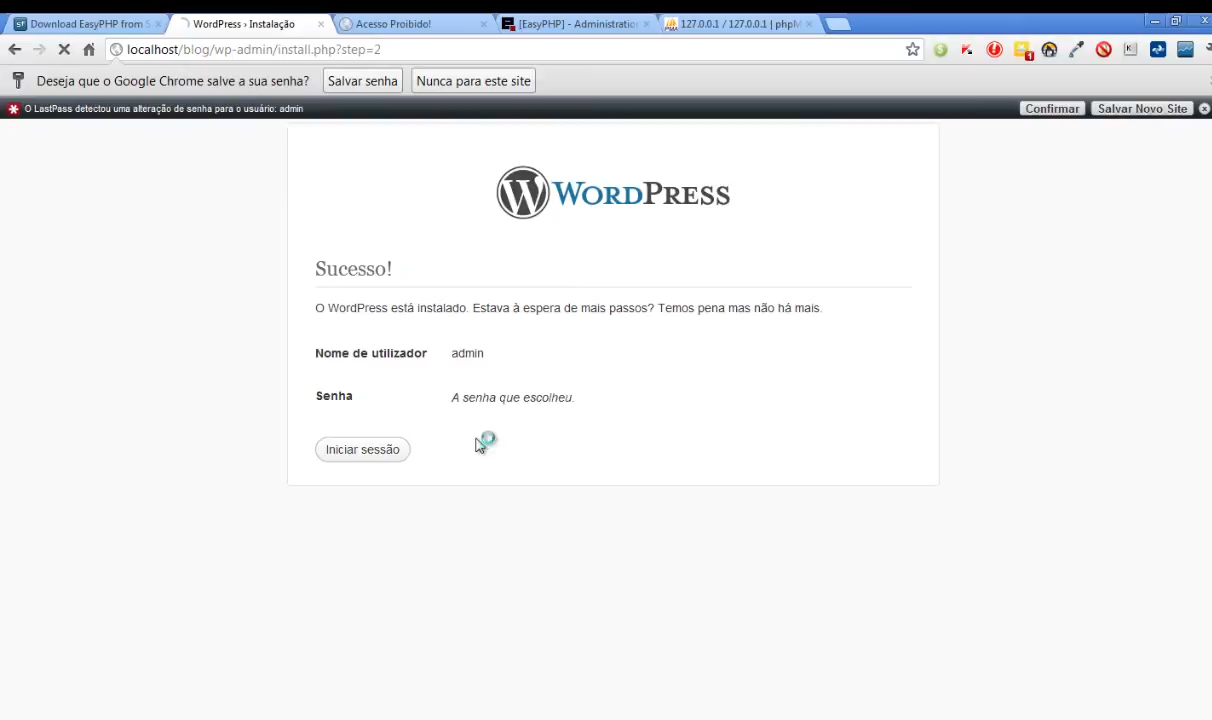 Download EasyPHP from S
WordPress › Instalação
Acesso Proibido!
[EasyPHP] - Administration
127.0.0.1 / 127.0.0.1 | phpM
localhost/blog/wp-admin/install.php?step=2
Deseja que o Google Chrome salve a sua senha?
Salvar senha
Nunca para este site
O LastPass detectou uma alteração de senha para o usuário: admin
Confirmar
Salvar Novo Site
WORDPRESS
Sucesso!
O WordPress está instalado. Estava à espera de mais passos? Temos pena mas não há mais.
Nome de utilizador admin
Senha A senha que escolheu.
Iniciar sessão